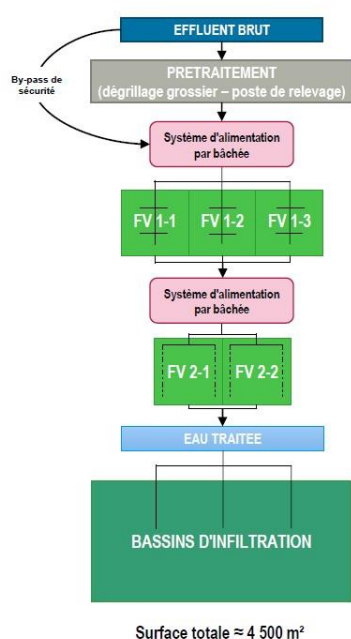 EFFLUENT BRUT
By-pass de
sécurité
PRETRAITEMENT
(dégrillage grossier – poste de relevage)
Système d'alimentation
par bâchée
FV 1-1 FV 1-2 FV 1-3
Système d'alimentation
par bâchée
FV 2-1 FV 2-2
EAU TRAITEE
BASSINS D'INFILTRATION
Surface totale ≈ 4 500 m²